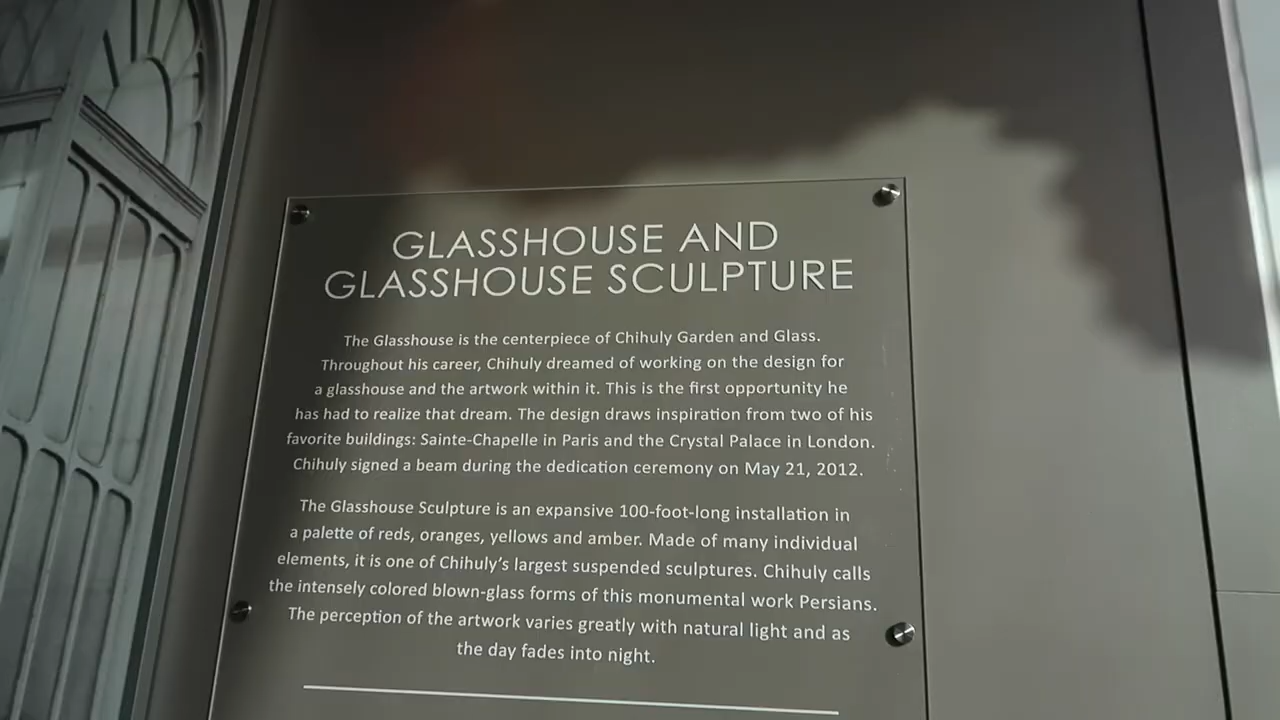 GLASSHOUSE AND
GLASSHOUSE SCULPTURE
The Glasshouse is the centerpiece of Chihuly Garden and Glass.
Throughout his career, Chihuly dreamed of working on the design for
a glasshouse and the artwork within it. This is the first opportunity he
has had to realize that dream. The design draws inspiration from two of his
favorite buildings: Sainte-Chapelle in Paris and the Crystal Palace in London.
Chihuly signed a beam during the dedication ceremony on May 21, 2012.
The Glasshouse Sculpture is an expansive 100-foot-long installation in
a palette of reds, oranges, yellows and amber. Made of many individual
elements, it is one of Chihuly's largest suspended sculptures. Chihuly calls
the intensely colored blown-glass forms of this monumental work Persians.
The perception of the artwork varies greatly with natural light and as
the day fades into night.